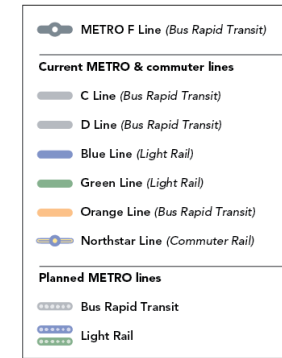 METRO F Line (Bus Rapid Transit)
Current METRO & commuter lines
C Line (Bus Rapid Transit)
D Line (Bus Rapid Transit)
Blue Line (Light Rail)
Green Line (Light Rail)
Orange Line (Bus Rapid Transit)
Northstar Line (Commuter Rail)
Planned METRO lines
Bus Rapid Transit
Light Rail